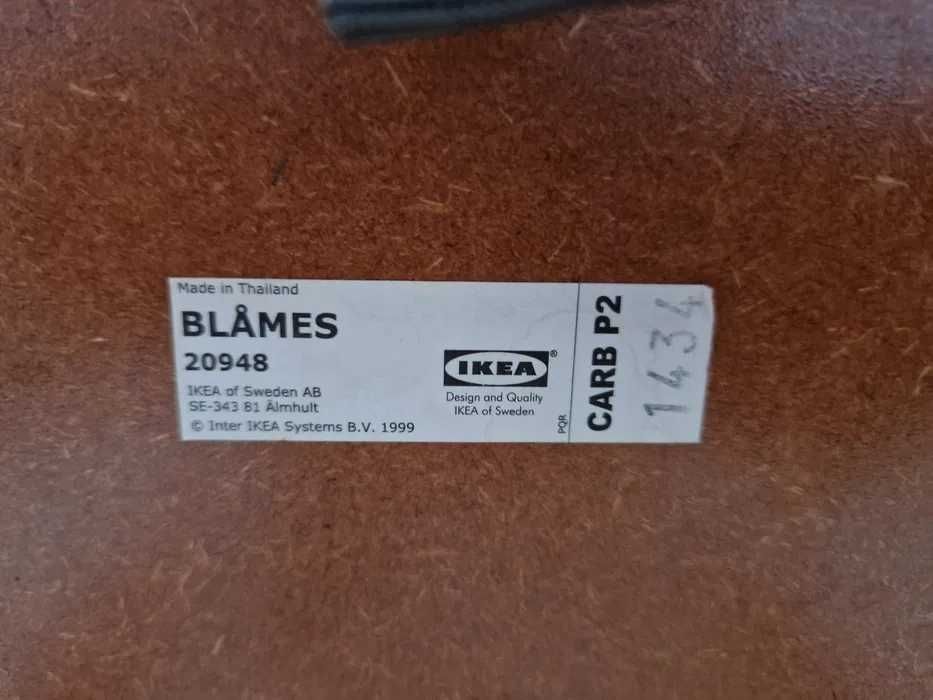 Made in Thailand
BLÅMES
20948
IKEA of Sweden AB
SE-343 81 Älmhult
© Inter IKEA Systems B.V. 1999
IKEA®
Design and Quality
IKEA of Sweden
PQR
CARB P2
1434